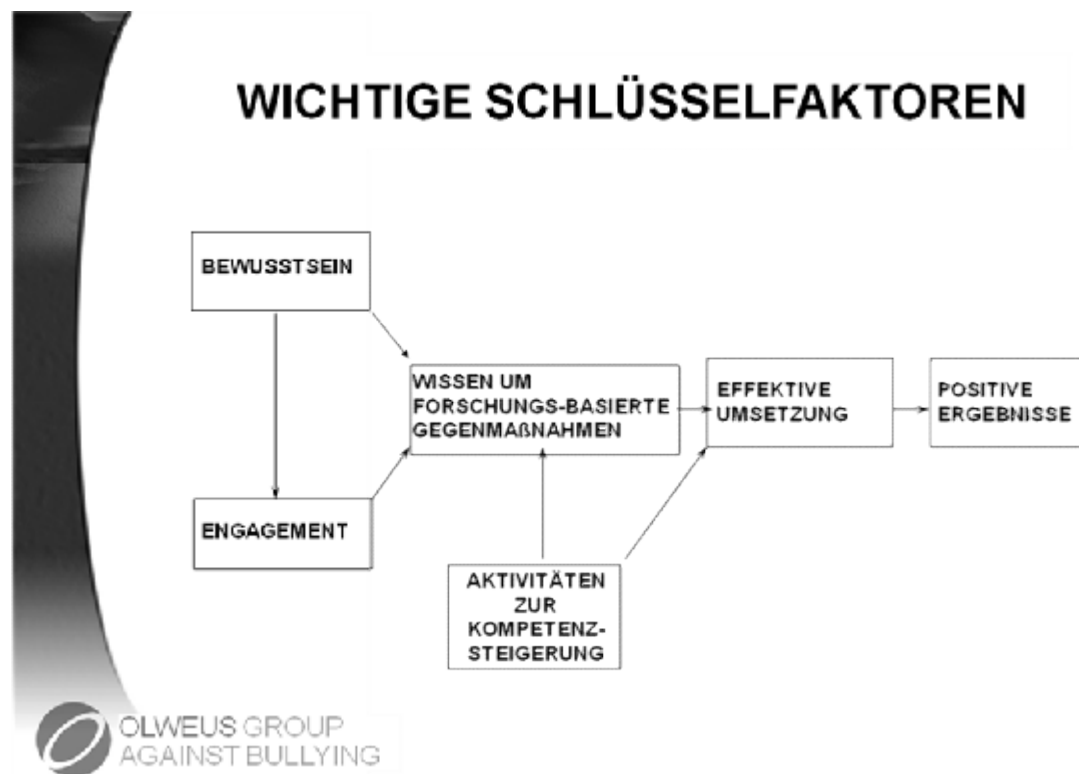 WICHTIGE SCHLÜSSELFAKTOREN
BEWUSSTSEIN
WISSEN UM
FORSCHUNGS-BASIERTE
GEGENMAßNAHMEN
EFFEKTIVE
UMSETZUNG
POSITIVE
ERGEBNISSE
ENGAGEMENT
AKTIVITÄTEN
ZUR
KOMPETENZ-
STEIGERUNG
OLWEUS GROUP
AGAINST BULLYING